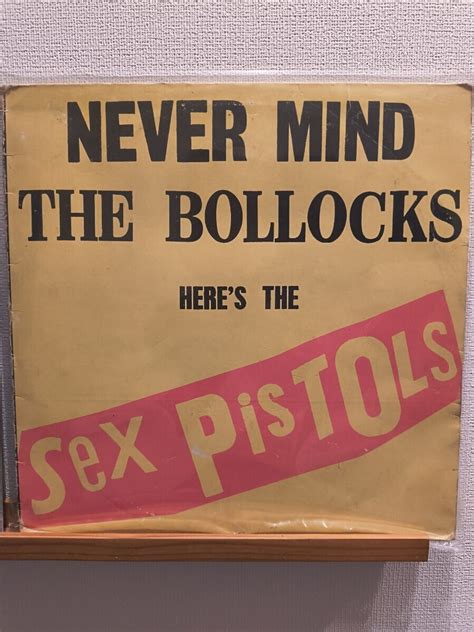 NEVER MIND
THE BOLLOCKS
HERE'S THE
Sex PisTOls